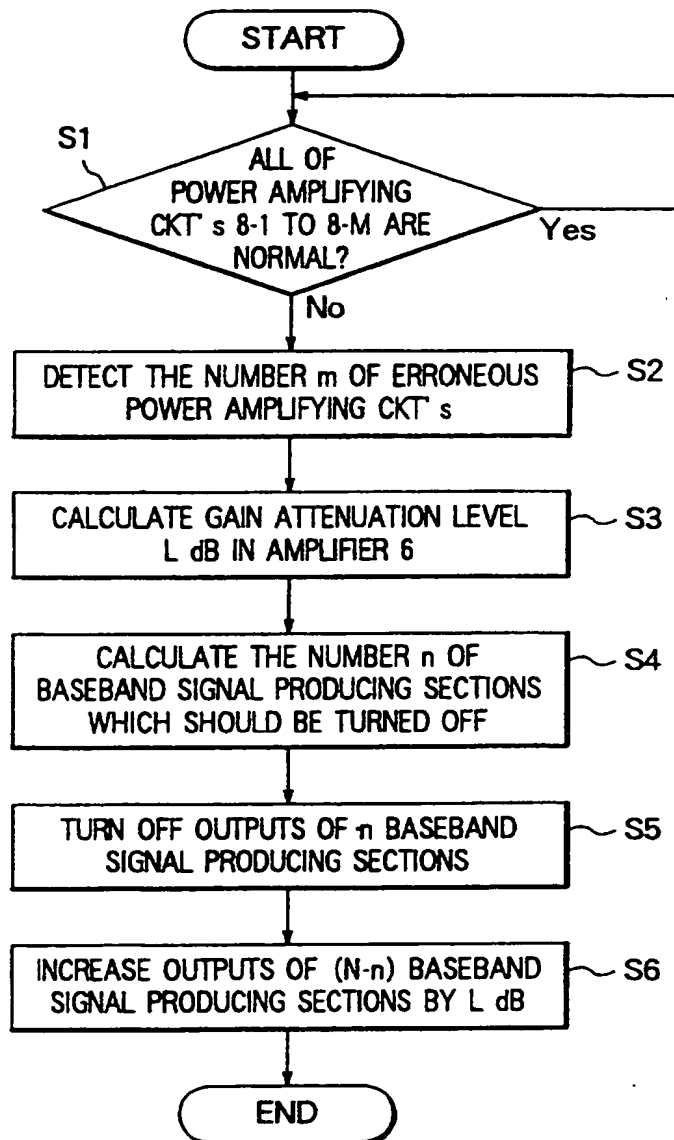 START
S1
ALL OF
POWER AMPLIFYING
CKT's 8-1 TO 8-M ARE
NORMAL?
Yes
No
DETECT THE NUMBER m OF ERRONEOUS
POWER AMPLIFYING CKT's
S2
CALCULATE GAIN ATTENUATION LEVEL
L dB IN AMPLIFIER 6
S3
CALCULATE THE NUMBER n OF
BASEBAND SIGNAL PRODUCING SECTIONS
WHICH SHOULD BE TURNED OFF
S4
TURN OFF OUTPUTS OF n BASEBAND
SIGNAL PRODUCING SECTIONS
S5
INCREASE OUTPUTS OF (N-n) BASEBAND
SIGNAL PRODUCING SECTIONS BY L dB
S6
END